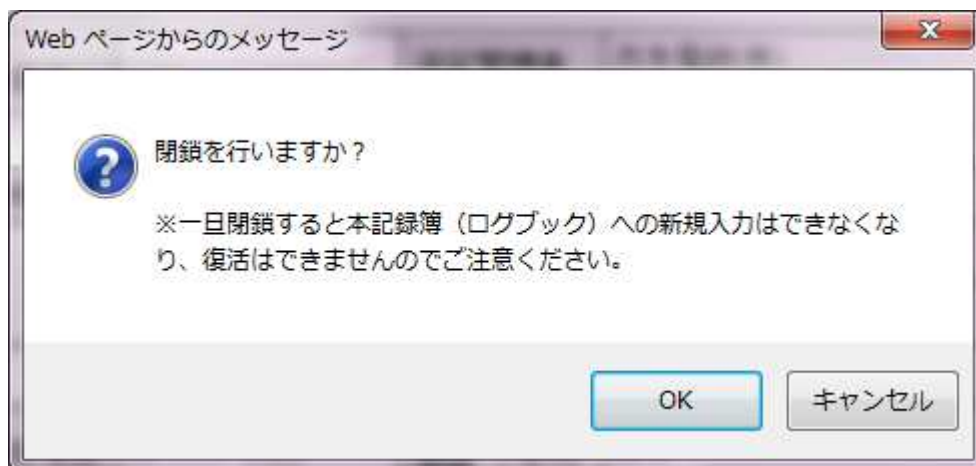 Web ページからのメッセージ
閉鎖を行いますか？
※一旦閉鎖すると本記録簿（ログブック）への新規入力はできなくな
り、復活はできませんのでご注意ください。
OK
キャンセル